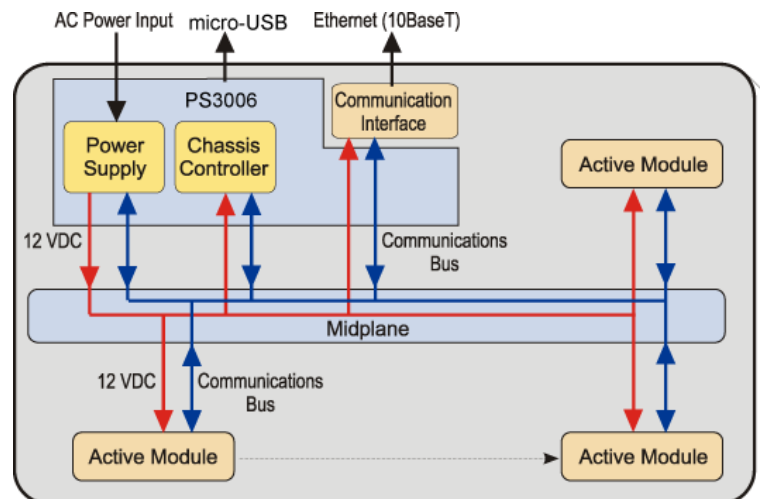 AC Power Input
micro-USB
Ethernet (10BaseT)
PS3006
Communication
Interface
Power
Supply
Chassis
Controller
Active Module
12 VDC
Communications
Bus
Midplane
12 VDC
Communications
Bus
Active Module
Active Module